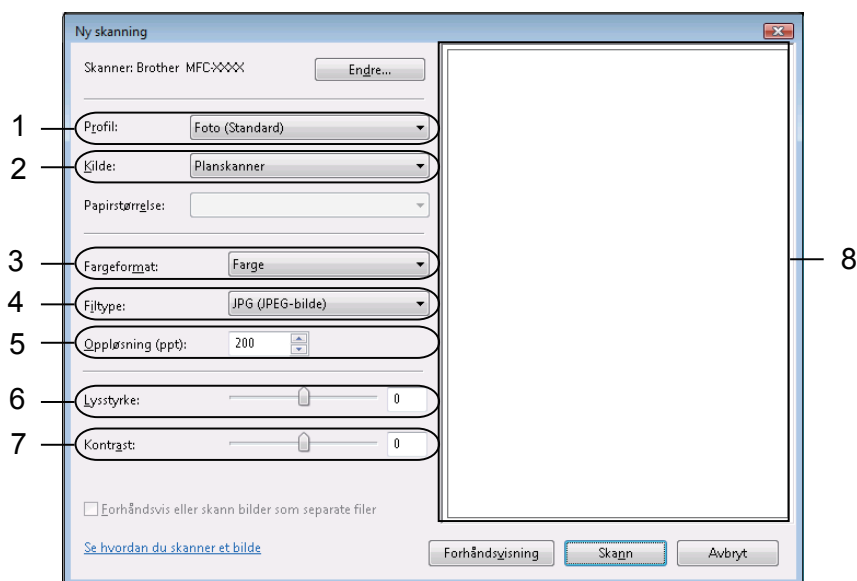 Ny skanning
Skanner: Brother MFC-XXXX
Endre...
1
Profil: Foto (Standard)
2
Kilde: Planskanner
Papirstørrelse:
3
Fargeformat: Farge
8
4
Filtype: JPG (JPEG-bilde)
5
Oppløsning (ppt): 200
6
Lysstyrke: 0
7
Kontrast: 0
Forhåndsvis eller skann bilder som separate filer
Se hvordan du skanner et bilde
Forhåndsvisning Skann Avbryt